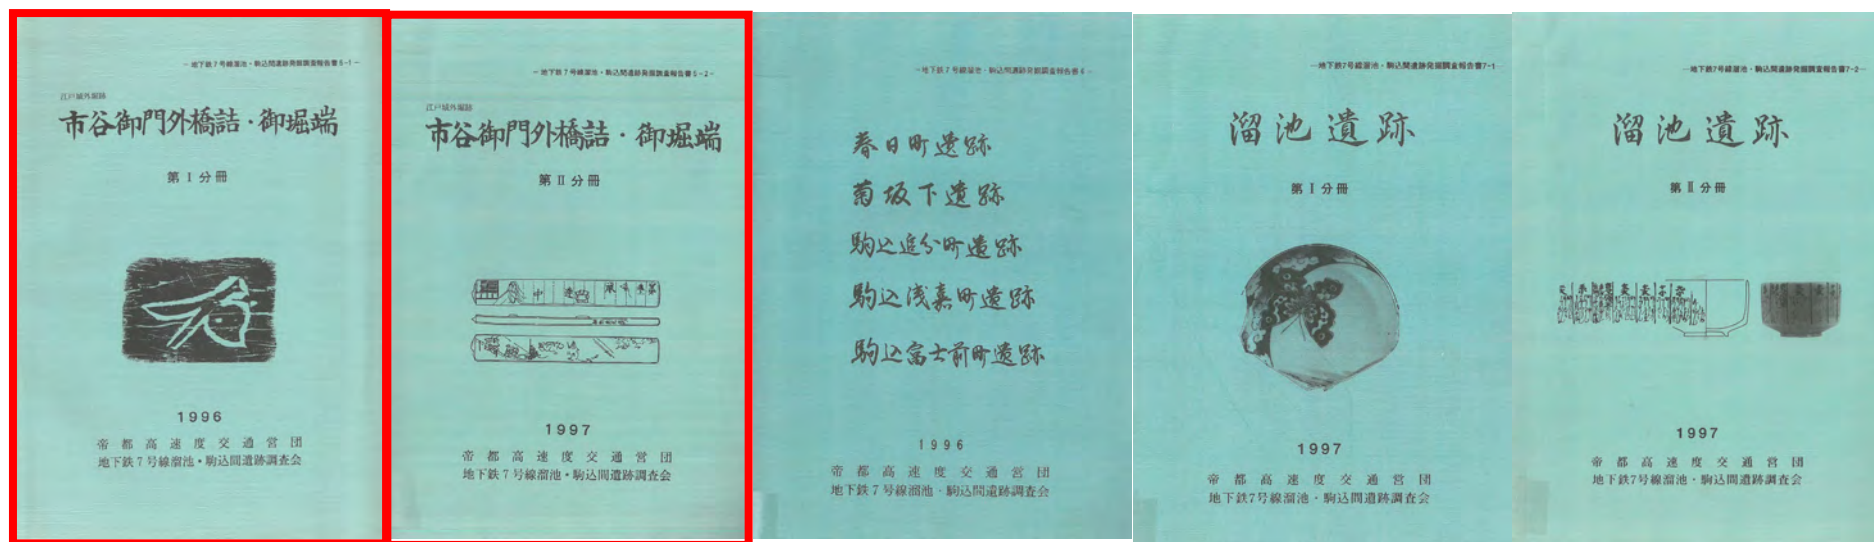 －地下鉄7号線溜池・駒込間遺跡発掘調査報告書5-1－
江戸城外堀跡
市谷御門外橋詰・御堀端
第Ⅰ分冊
1996
帝都高速度交通営団
地下鉄7号線溜池・駒込間遺跡調査会
－地下鉄7号線溜池・駒込間遺跡発掘調査報告書5-2－
江戸城外堀跡
市谷御門外橋詰・御堀端
第Ⅱ分冊
1997
帝都高速度交通営団
地下鉄7号線溜池・駒込間遺跡調査会
－地下鉄7号線溜池・駒込間遺跡発掘調査報告書6－
春日町遺跡
菊坂下遺跡
駒込追分町遺跡
駒込浅嘉町遺跡
駒込富士前町遺跡
1996
帝都高速度交通営団
地下鉄7号線溜池・駒込間遺跡調査会
―地下鉄7号線溜池・駒込間遺跡発掘調査報告書7-1―
溜池遺跡
第Ⅰ分冊
1997
帝都高速度交通営団
地下鉄7号線溜池・駒込間遺跡調査会
―地下鉄7号線溜池・駒込間遺跡発掘調査報告書7-2―
溜池遺跡
第Ⅱ分冊
1997
帝都高速度交通営団
地下鉄7号線溜池・駒込間遺跡調査会